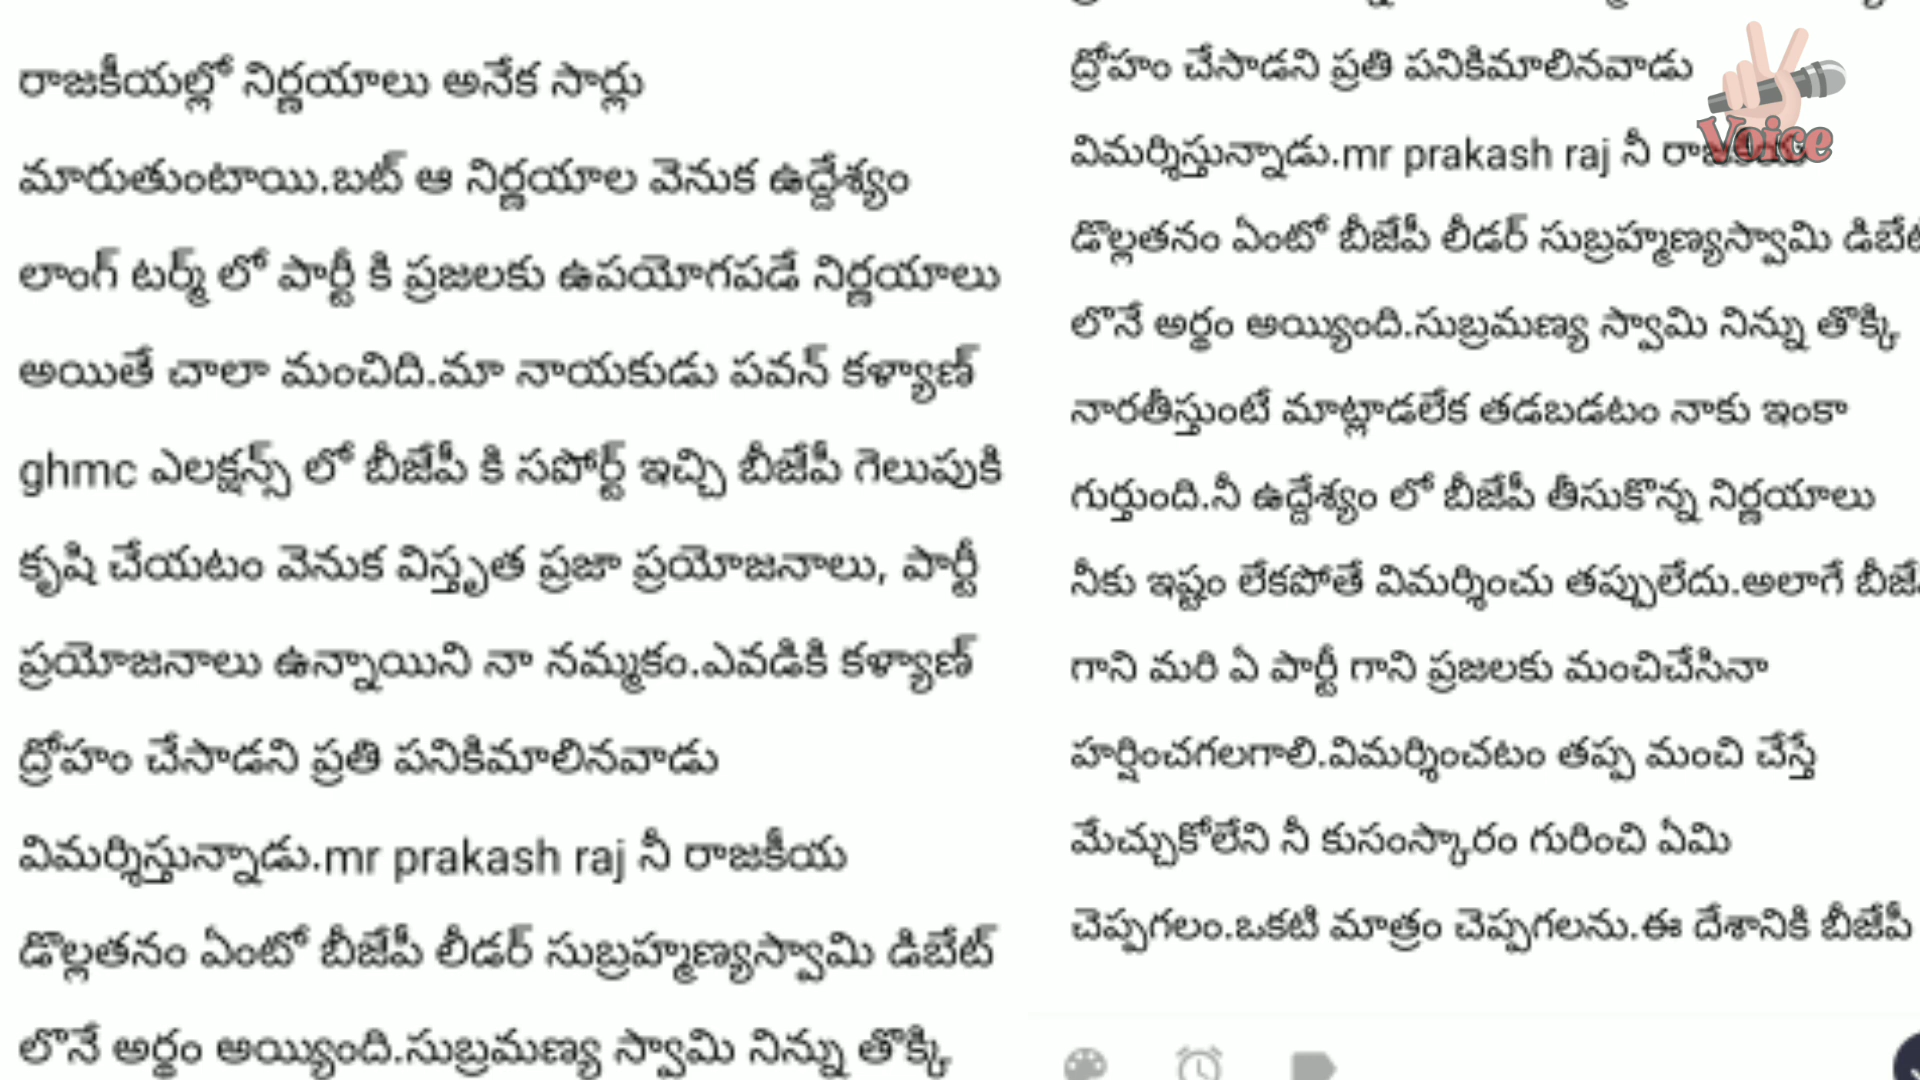 రాజకీయల్లో నిర్ణయాలు అనేక సార్లు
మారుతుంటాయి.బట్ ఆ నిర్ణయాల వెనుక ఉద్దేశ్యం
లాంగ్ టర్మ్ లో పార్టీ కి ప్రజలకు ఉపయోగపడే నిర్ణయాలు
అయితే చాలా మంచిది.మా నాయకుడు పవన్ కళ్యాణ్
ghmc ఎలక్షన్స్ లో బీజేపీ కి సపోర్ట్ ఇచ్చి బీజేపీ గెలుపుకి
కృషి చేయటం వెనుక విస్తృత ప్రజా ప్రయోజనాలు, పార్టీ
ప్రయోజనాలు ఉన్నాయిని నా నమ్మకం.ఎవడికి కళ్యాణ్
ద్రోహం చేసాడని ప్రతి పనికిమాలినవాడు
విమర్శిస్తున్నాడు.mr prakash raj నీ రాజకీయ
డొల్లతనం ఏంటో బీజేపీ లీడర్ సుబ్రహ్మణ్యస్వామి డిబేట్
లొనే అర్థం అయ్యింది.సుబ్రమణ్య స్వామి నిన్ను తొక్కి
ద్రోహం చేసాడని ప్రతి పనికిమాలినవాడు
విమర్శిస్తున్నాడు.mr prakash raj నీ
Voice
డొల్లతనం ఏంటో బీజేపీ లీడర్ సుబ్రహ్మణ్యస్వామి
లొనే అర్థం అయ్యింది.సుబ్రమణ్య స్వామి నిన్ను తొక్కి
నారతీస్తుంటే మాట్లాడలేక తడబడటం నాకు ఇంకా
గుర్తుంది.నీ ఉద్దేశ్యం లో బీజేపీ తీసుకొన్న నిర్ణయాలు
నీకు ఇష్టం లేకపోతే విమర్శించు తప్పులేదు.అలాగే
గాని మరి ఏ పార్టీ గాని ప్రజలకు మంచిచేసినా
హర్షించగలగాలి.విమర్శించటం తప్ప మంచి చేస్తే
మేచ్చుకోలేని నీ కుసంస్కారం గురించి ఏమి
చెప్పగలం.ఒకటి మాత్రం చెప్పగలను.ఈ దేశానికి బీజేపీ